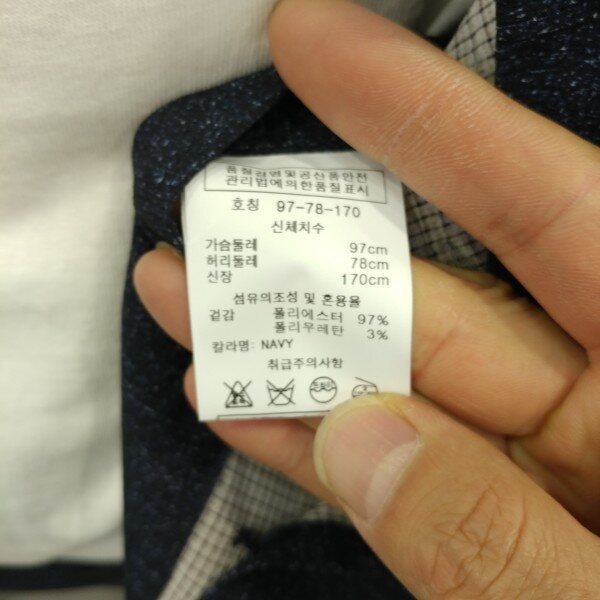 품질경영및공산품안전
관리법에의한품질표시
호칭 97-78-170
신체치수
가슴둘레 97cm
허리둘레 78cm
신장 170cm
섬유의조성 및 혼용율
겉감 폴리에스터 97%
폴리우레탄 3%
칼라명: NAVY
취급주의사항